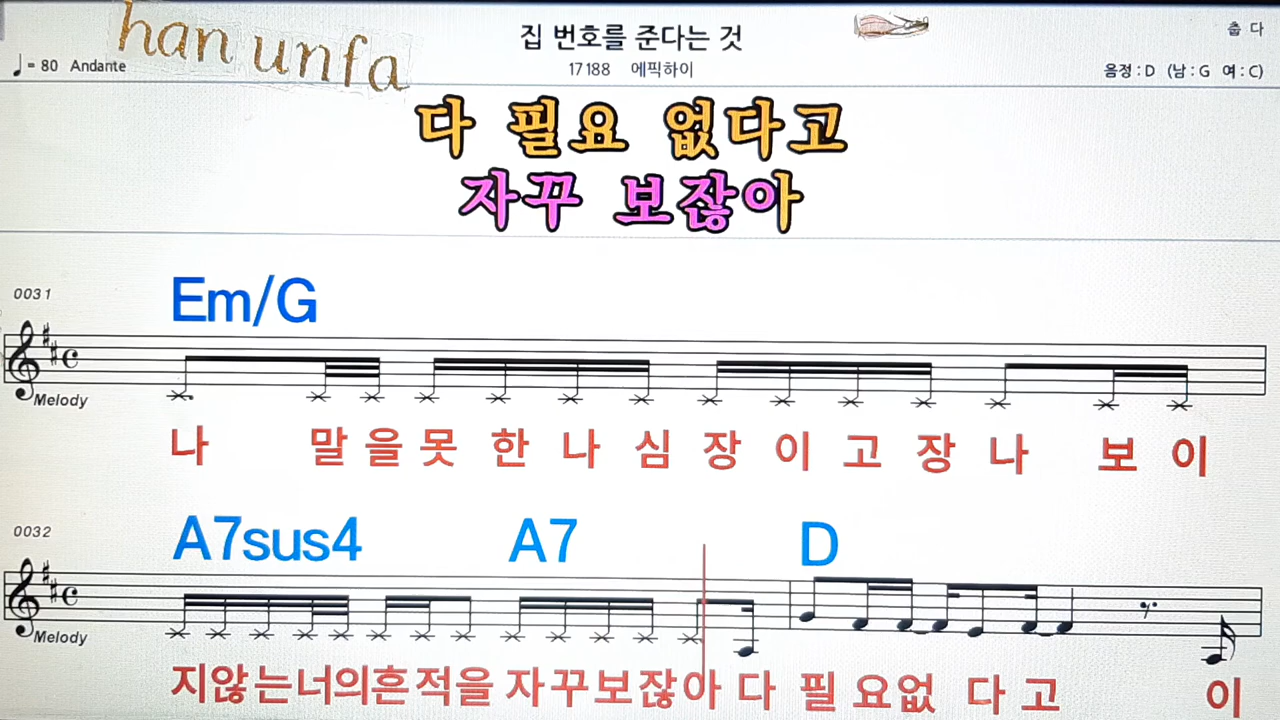 han unfa
집 번호를 준다는 것
춥 다
♩= 80 Andante
17188 에픽하이
음정 : D (남 : G 여 : C)
다 필요 없다고
자꾸 보잖아
0031
Em/G
Melody
나 말 을 못 한 나 심 장 이 고 장 나 보 이
0032
A7sus4 A7 D
Melody
지않는너의흔적을 자꾸보잖아 다 필 요없 다 고 이